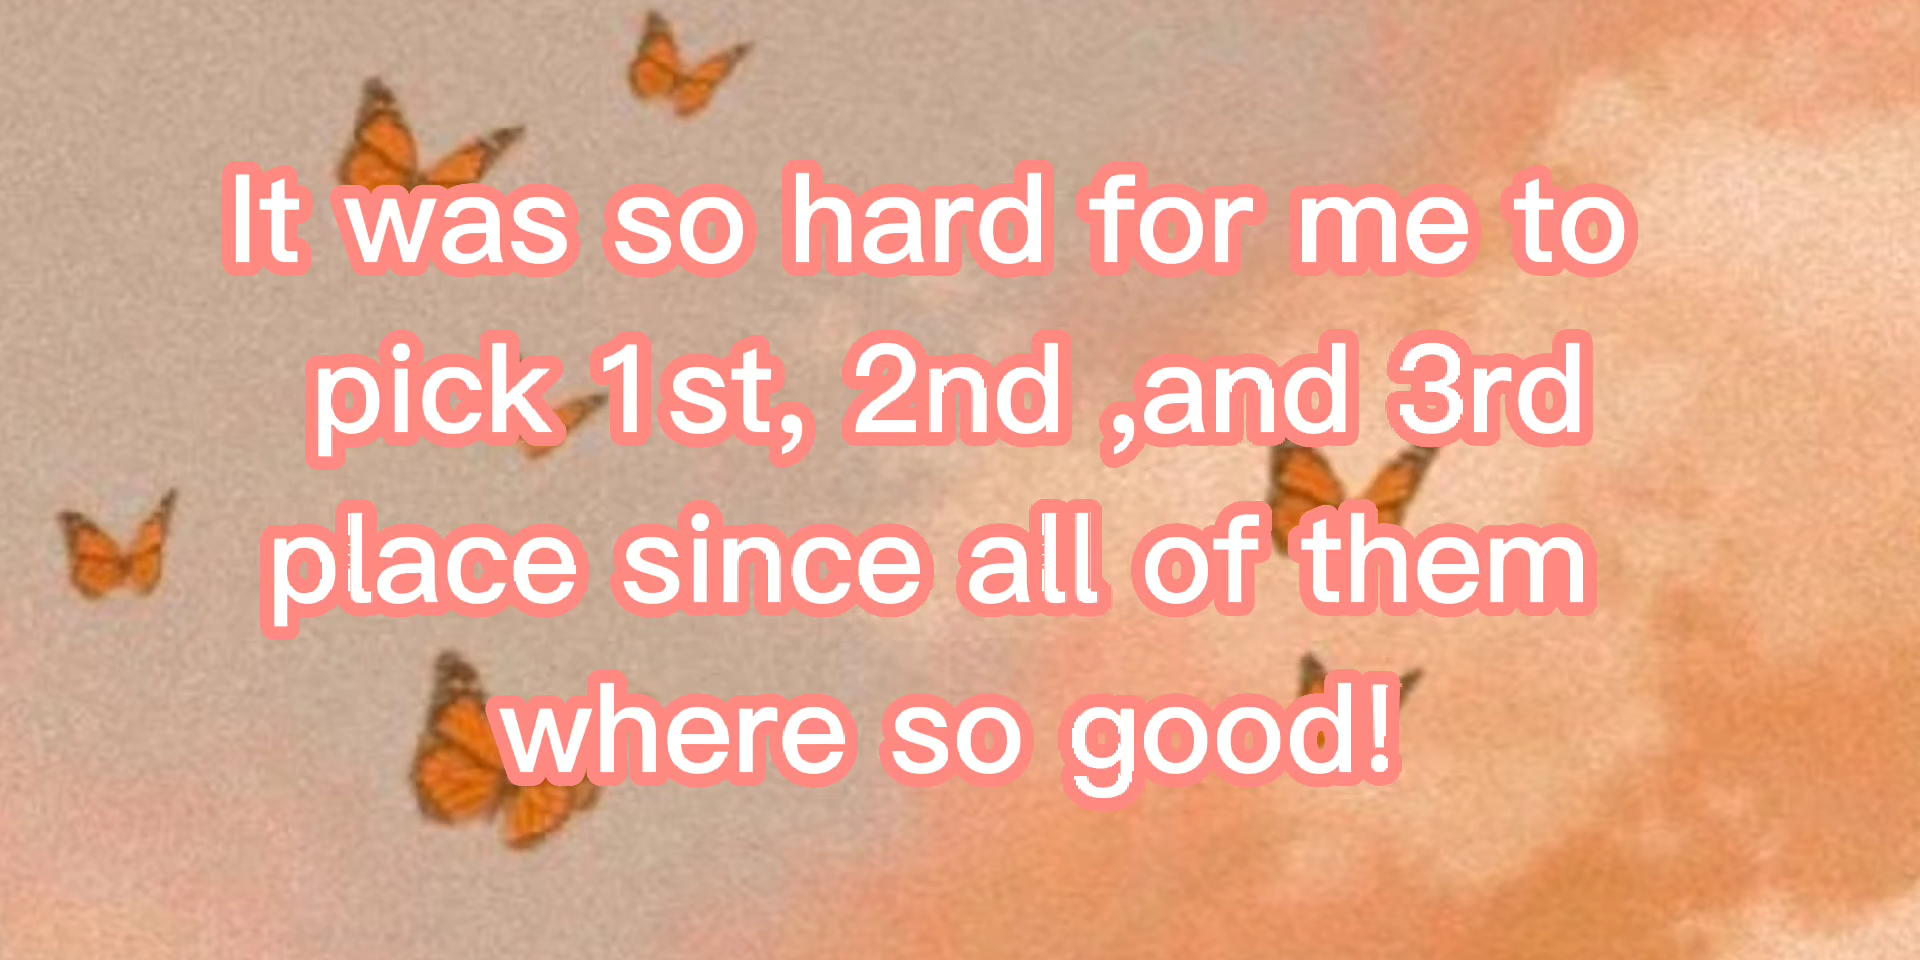 It was so hard for me to
pick 1st, 2nd ,and 3rd
place since all of them
where so good!